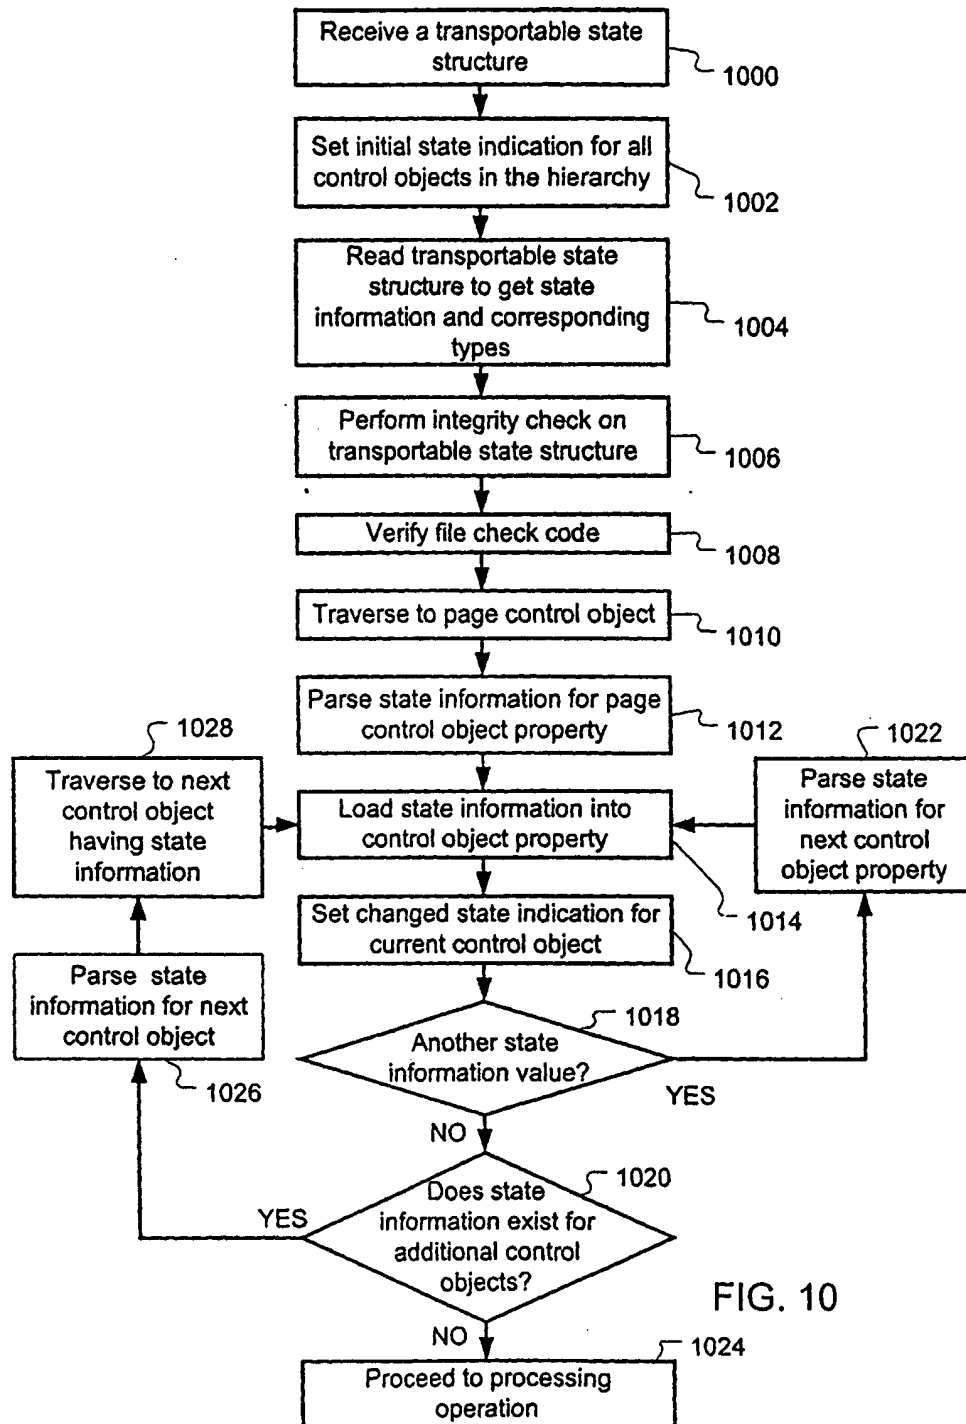 Receive a transportable state
structure
1000
Set initial state indication for all
control objects in the hierarchy
1002
Read transportable state
structure to get state
information and corresponding
types
1004
Perform integrity check on
transportable state structure
1006
Verify file check code
1008
Traverse to page control object
1010
Parse state information for page
control object property
1012
1028
Traverse to next
control object
having state
information
Load state information into
control object property
1014
1022
Parse state
information for
next control
object property
Set changed state indication for
current control object
1016
Parse state
information for next
control object
1026
1018
Another state
information value?
YES
NO
1020
Does state
information exist for
additional control
objects?
YES
NO
FIG. 10
1024
Proceed to processing
operation